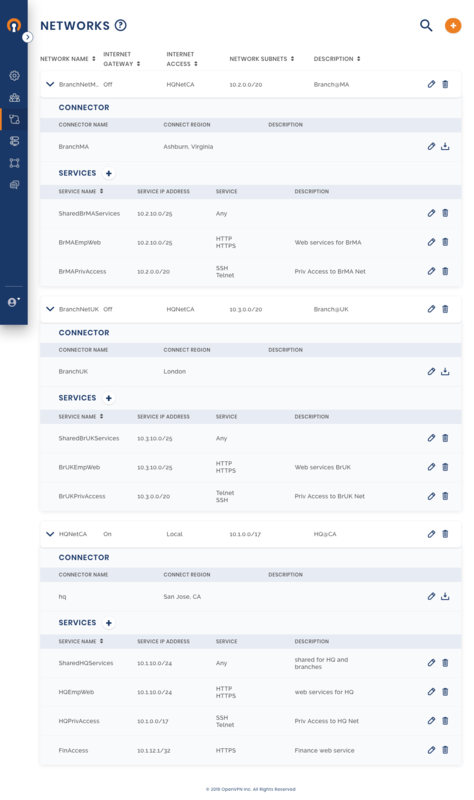 NETWORKS ?
NETWORK NAME INTERNET GATEWAY INTERNET ACCESS NETWORK SUBNETS DESCRIPTION
BranchNetM... Off HQNetCA 10.2.0.0/20 Branch@MA
CONNECTOR
CONNECTOR NAME CONNECT REGION DESCRIPTION
BranchMA Ashburn, Virginia
SERVICES +
SERVICE NAME SERVICE IP ADDRESS SERVICE DESCRIPTION
SharedBrMAServices 10.2.10.0/25 Any
BrMAEmpWeb 10.2.10.0/25 HTTP HTTPS Web services for BrMA
BrMAPrivAccess 10.2.0.0/20 SSH Telnet Priv Access to BrMA Net
BranchNetUK Off HQNetCA 10.3.0.0/20 Branch@UK
CONNECTOR
CONNECTOR NAME CONNECT REGION DESCRIPTION
BranchUK London
SERVICES +
SERVICE NAME SERVICE IP ADDRESS SERVICE DESCRIPTION
SharedBrUKServices 10.3.10.0/25 Any
BrUKEmpWeb 10.3.10.0/25 HTTP HTTPS Web services BrUK
BrUKPrivAccess 10.3.0.0/20 Telnet SSH Priv Access to BrUK Net
HQNetCA On Local 10.1.0.0/17 HQ@CA
CONNECTOR
CONNECTOR NAME CONNECT REGION DESCRIPTION
hq San Jose, CA
SERVICES +
SERVICE NAME SERVICE IP ADDRESS SERVICE DESCRIPTION
SharedHQServices 10.1.10.0/24 Any shared for HQ and branches
HQEmpWeb 10.1.10.0/24 HTTP HTTPS web services for HQ
HQPrivAccess 10.1.0.0/17 SSH Telnet Priv Access to HQ Net
FinAccess 10.1.12.1/32 HTTPS Finance web service
© 2019 OpenVPN Inc. All Rights Reserved